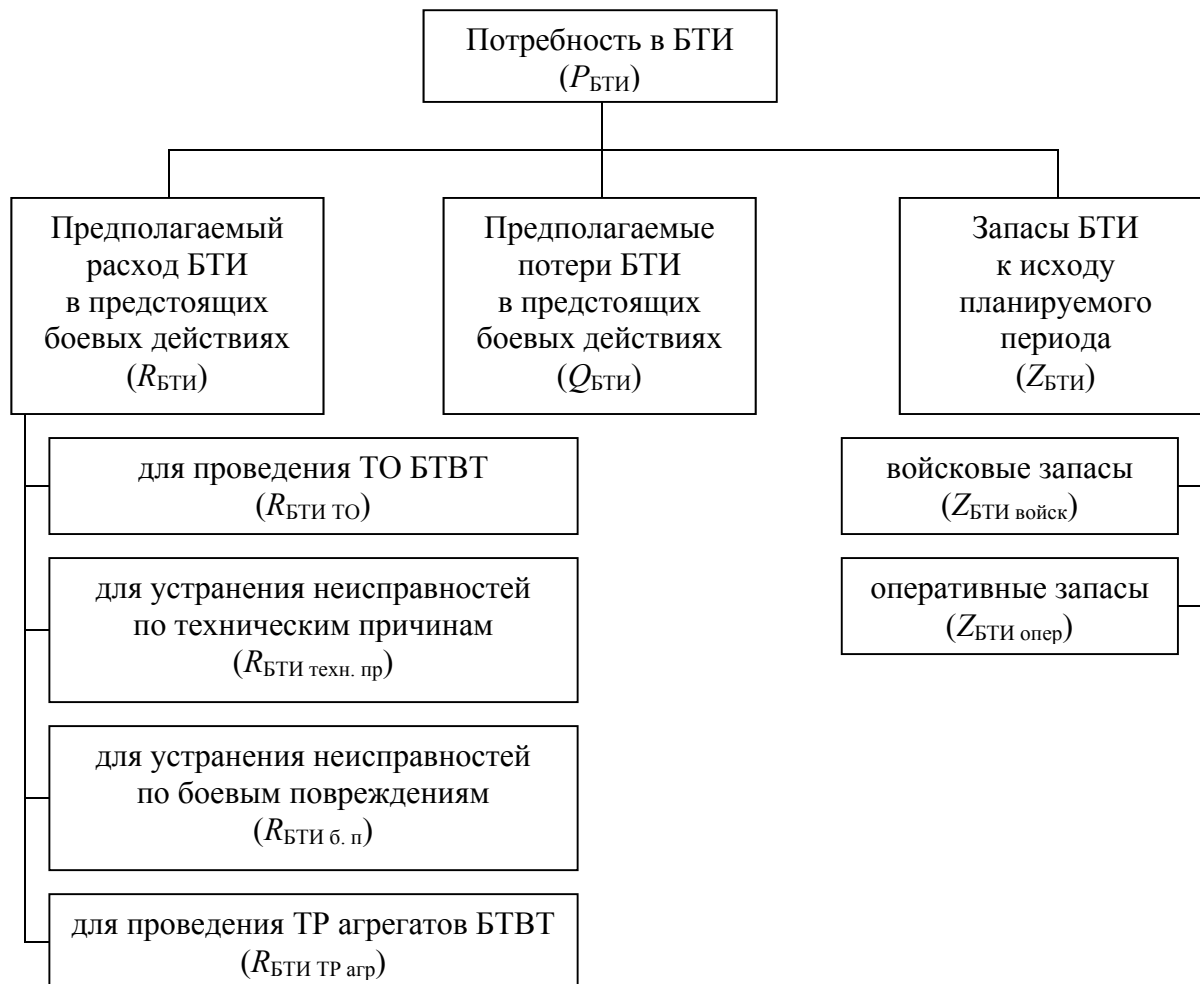 Потребность в БТИ
(PБТИ)
Предполагаемый
расход БТИ
в предстоящих
боевых действиях
(RБТИ)
Предполагаемые
потери БТИ
в предстоящих
боевых действиях
(QБТИ)
Запасы БТИ
к исходу
планируемого
периода
(ZБТИ)
для проведения ТО БТВТ
(RБТИ ТО)
для устранения неисправностей
по техническим причинам
(RБТИ техн. пр)
для устранения неисправностей
по боевым повреждениям
(RБТИ б. п)
для проведения ТР агрегатов БТВТ
(RБТИ ТР агр)
войсковые запасы
(ZБТИ войск)
оперативные запасы
(ZБТИ опер)